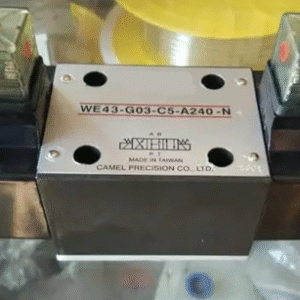 WE43-G03-C5-A240-N
A B
P T
MADE IN TAIWAN
CAMEL PRECISION CO., LTD.